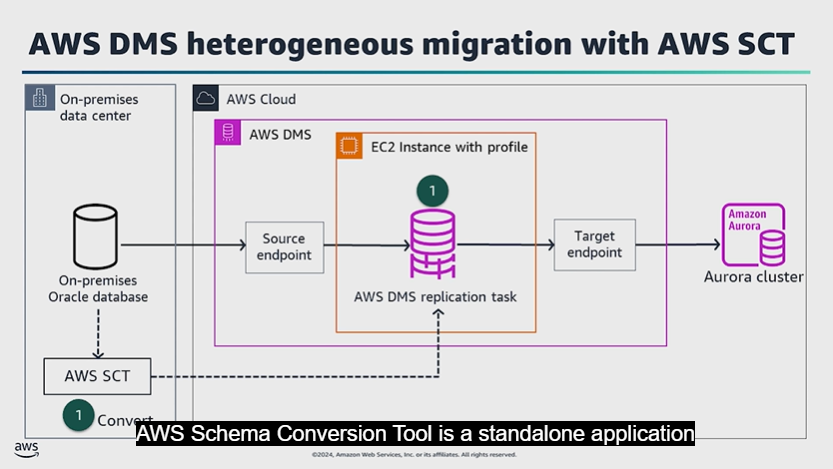 AWS DMS heterogeneous migration with AWS SCT
On-premises
data center
AWS Cloud
AWS DMS
EC2 Instance with profile
1
Source
endpoint
Target
endpoint
Amazon
Aurora
On-premises
Oracle database
AWS DMS replication task
Aurora cluster
AWS SCT
1
Convert
AWS Schema Conversion Tool is a standalone application
aws
©2024, Amazon Web Services, Inc. or its affiliates. All rights reserved.